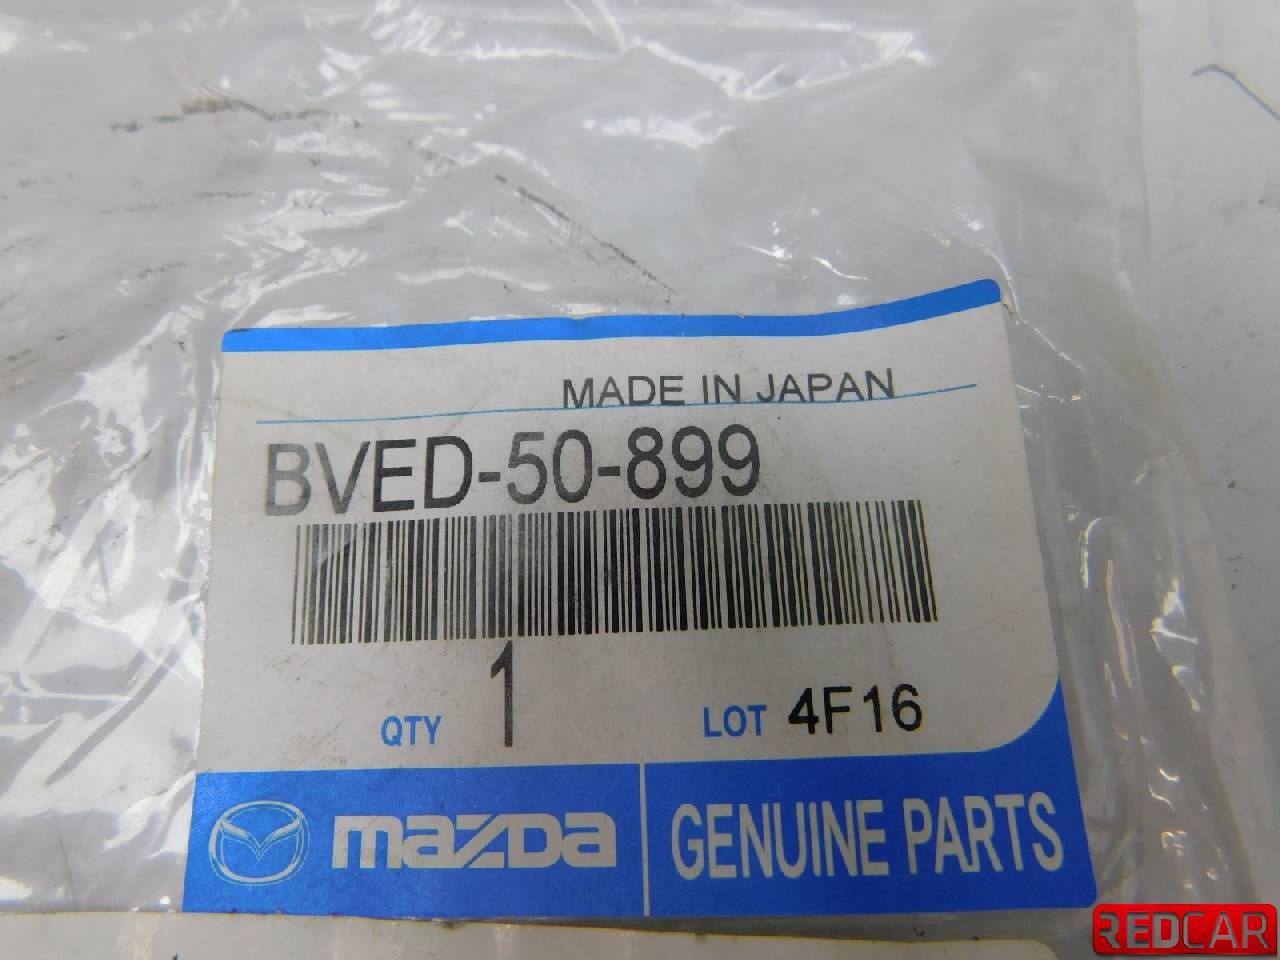 MADE IN JAPAN
BVED-50-899
QTY 1 LOT 4F16
mazda GENUINE PARTS
REDCAR